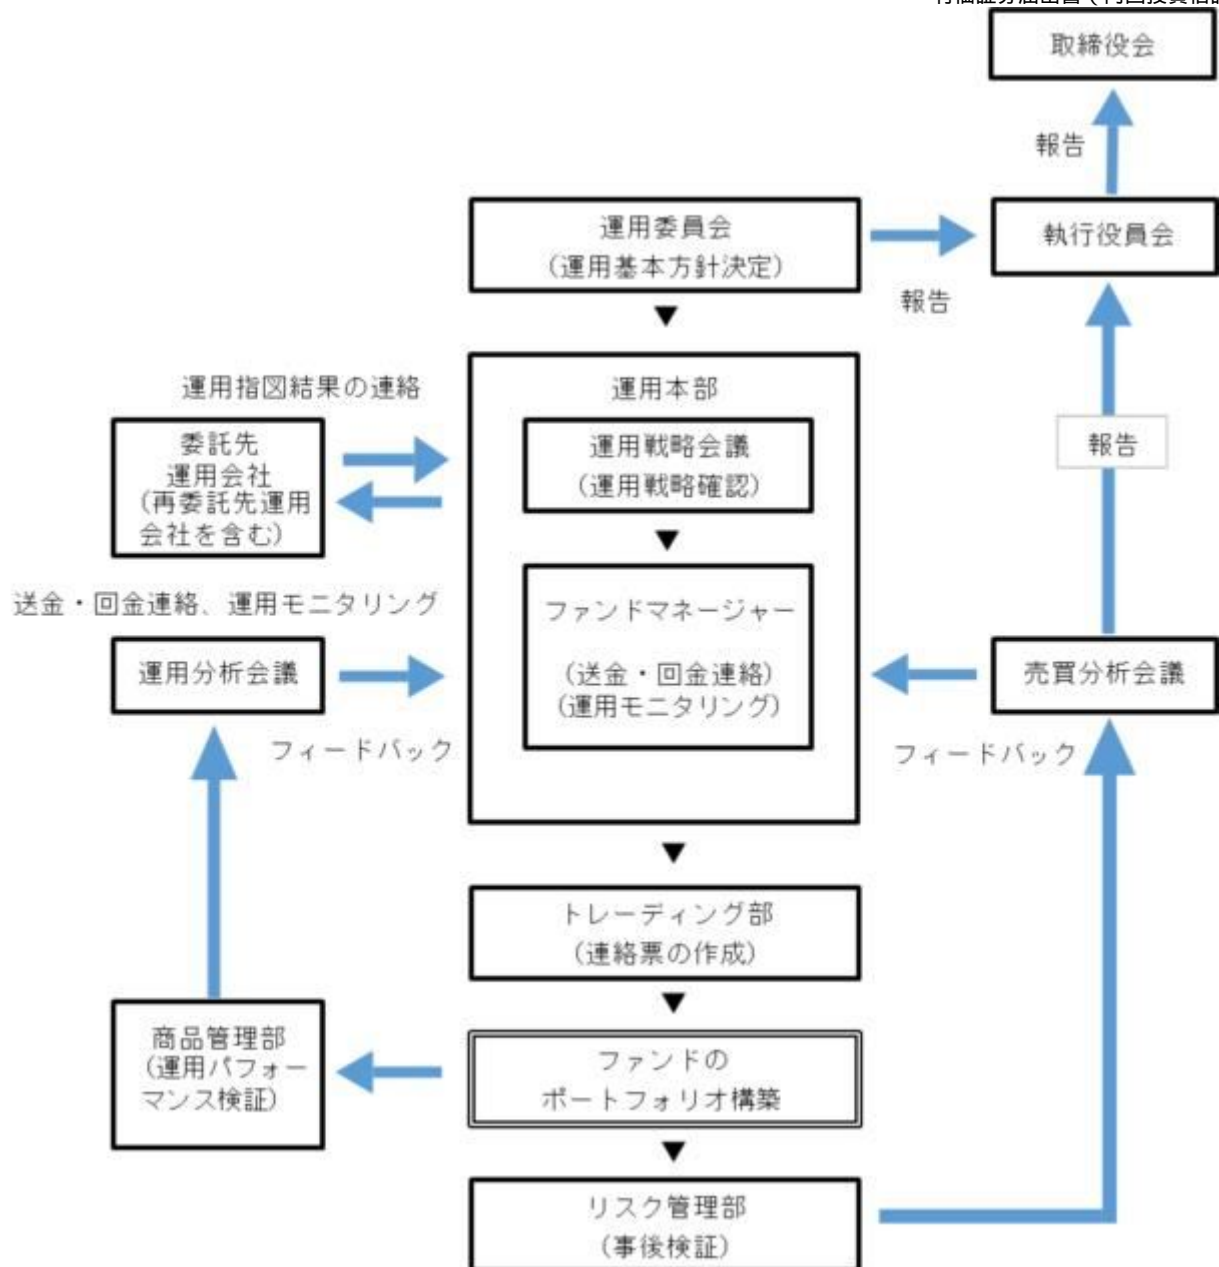 取締役会
報告
運用委員会
(運用基本方針決定)
執行役員会
報告
運用指図結果の連絡
運用本部
委託先
運用会社
(再委託先運用
会社を含む)
運用戦略会議
(運用戦略確認)
報告
送金・回金連絡、運用モニタリング
ファンドマネージャー
(送金・回金連絡)
(運用モニタリング)
運用分析会議
売買分析会議
フィードバック
フィードバック
トレーディング部
(連絡票の作成)
商品管理部
(運用パフォー
マンス検証)
ファンドの
ポートフォリオ構築
リスク管理部
(事後検証)